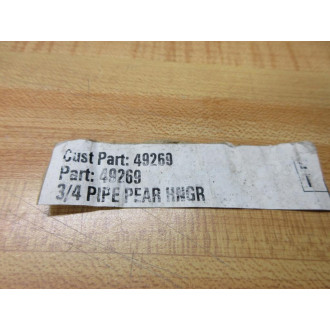 Cust Part: 49269
Part: 49269
3/4 PIPE PEAR HNGR